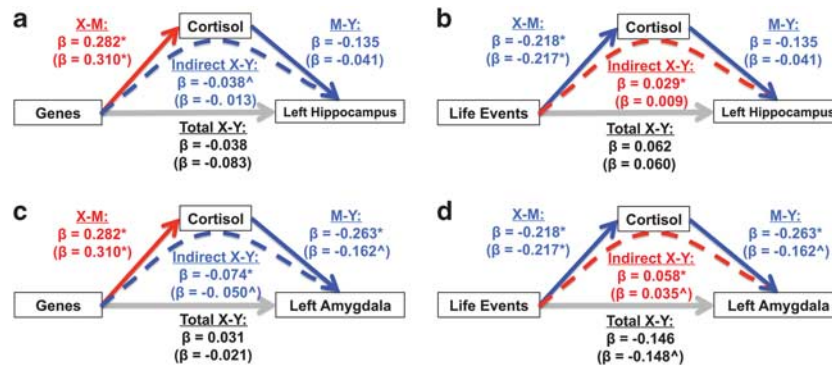 a
Cortisol
X-M:
β = 0.282*
(β = 0.310*)
M-Y:
β = -0.135
(β = -0.041)
Indirect X-Y:
β = -0.038^
(β = -0. 013)
Genes
Left Hippocampus
Total X-Y:
β = -0.038
(β = -0.083)
b
Cortisol
X-M:
β = -0.218*
(β = -0.217*)
M-Y:
β = -0.135
(β = -0.041)
Indirect X-Y:
β = 0.029*
(β = 0.009)
Life Events
Left Hippocampus
Total X-Y:
β = 0.062
(β = 0.060)
c
Cortisol
X-M:
β = 0.282*
(β = 0.310*)
M-Y:
β = -0.263*
(β = -0.162^)
Indirect X-Y:
β = -0.074*
(β = -0. 050^)
Genes
Left Amygdala
Total X-Y:
β = 0.031
(β = -0.021)
d
Cortisol
X-M:
β = -0.218*
(β = -0.217*)
M-Y:
β = -0.263*
(β = -0.162^)
Indirect X-Y:
β = 0.058*
(β = 0.035^)
Life Events
Left Amygdala
Total X-Y:
β = -0.146
(β = -0.148^)